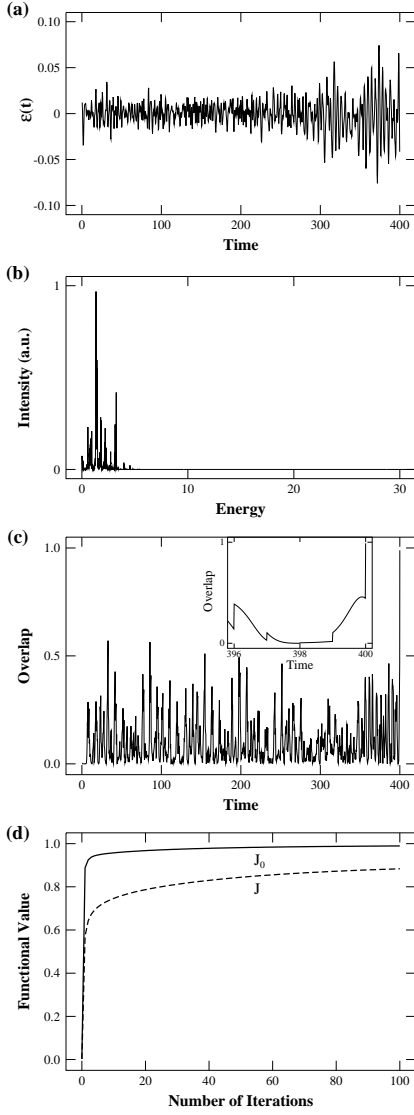 (a)
0.10
0.05
0
-0.05
-0.10
ε(t)
0 100 200 300 400
Time
(b)
1
0
Intensity (a.u.)
0 10 20 30
Energy
(c)
1.0
0.5
0.0
Overlap
1
0
Overlap
396 398 400
Time
0 100 200 300 400
Time
(d)
1.0
0.8
0.6
0.4
0.2
0.0
Functional Value
J₀
J
0 20 40 60 80 100
Number of Iterations